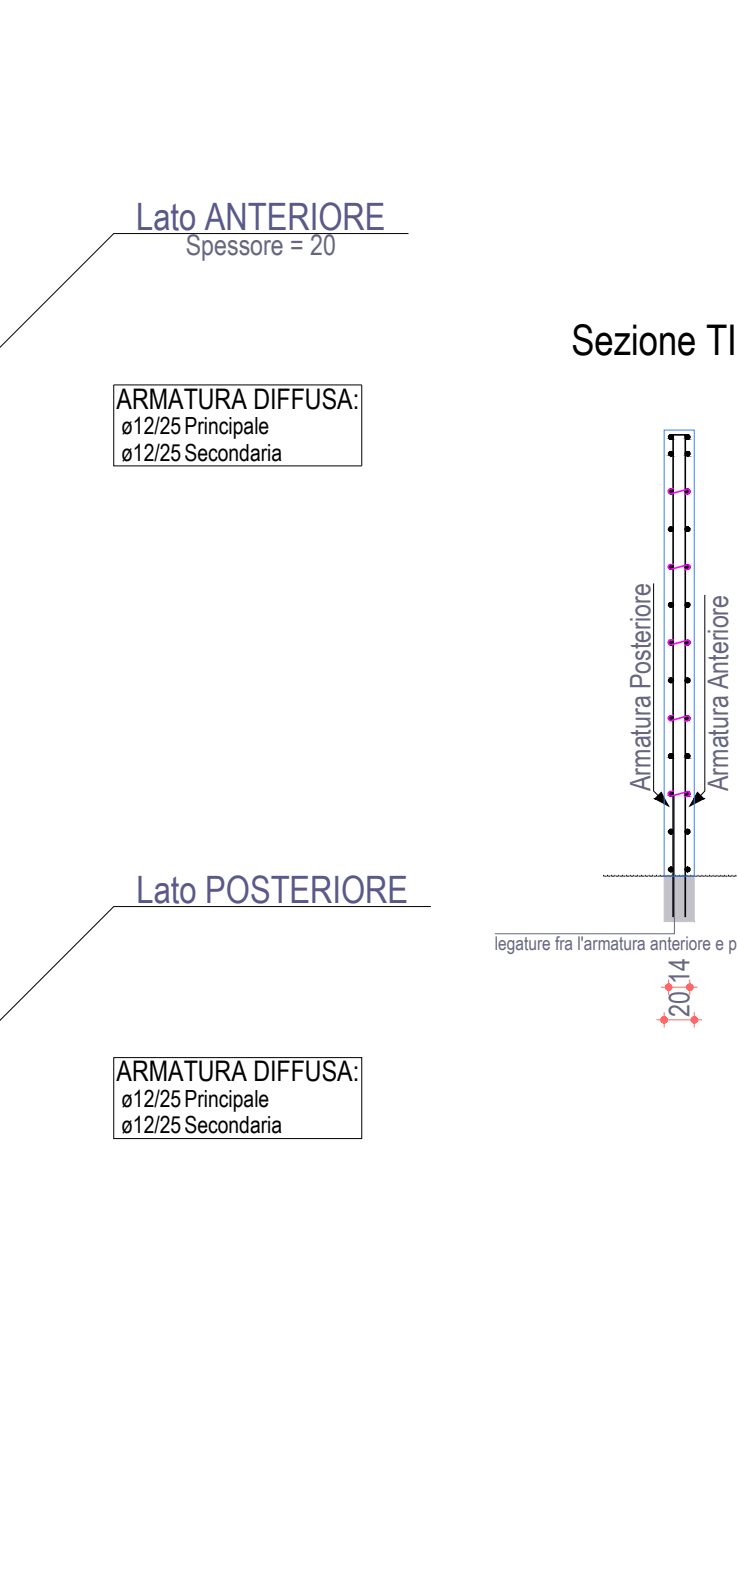 Lato ANTERIORE
Spessore = 20
Sezione
ARMATURA DIFFUSA:
ø12/25 Principale
ø12/25 Secondaria
Armatura Posteriore
Armatura Anteriore
Lato POSTERIORE
legature fra l'armatura anteriore e
14
20
ARMATURA DIFFUSA:
ø12/25 Principale
ø12/25 Secondaria